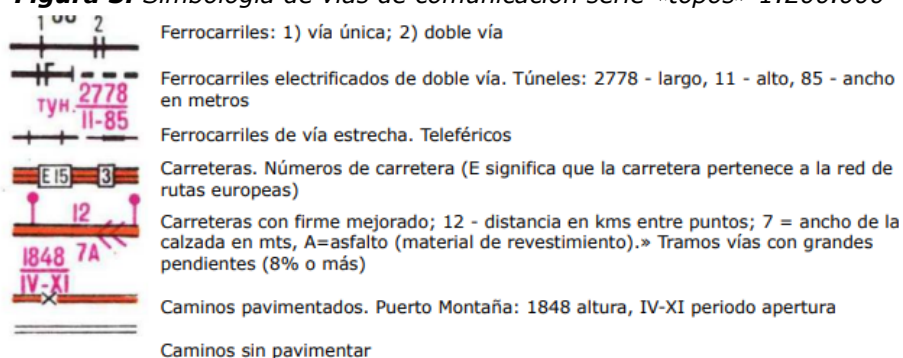 Figura 3. Simbología de vías de comunicación serie «topos» 1:200.000
1 2
Ferrocarriles: 1) vía única; 2) doble vía
Ferrocarriles electrificados de doble vía. Túneles: 2778 - largo, 11 - alto, 85 - ancho
en metros
тун. 2778
II-85
Ferrocarriles de vía estrecha. Teleféricos
E 15 3
Carreteras. Números de carretera (E significa que la carretera pertenece a la red de
rutas europeas)
12
Carreteras con firme mejorado; 12 - distancia en kms entre puntos; 7 = ancho de la
calzada en mts, A=asfalto (material de revestimiento).» Tramos vías con grandes
pendientes (8% o más)
7A
1848
IV-XI
Caminos pavimentados. Puerto Montaña: 1848 altura, IV-XI periodo apertura
Caminos sin pavimentar